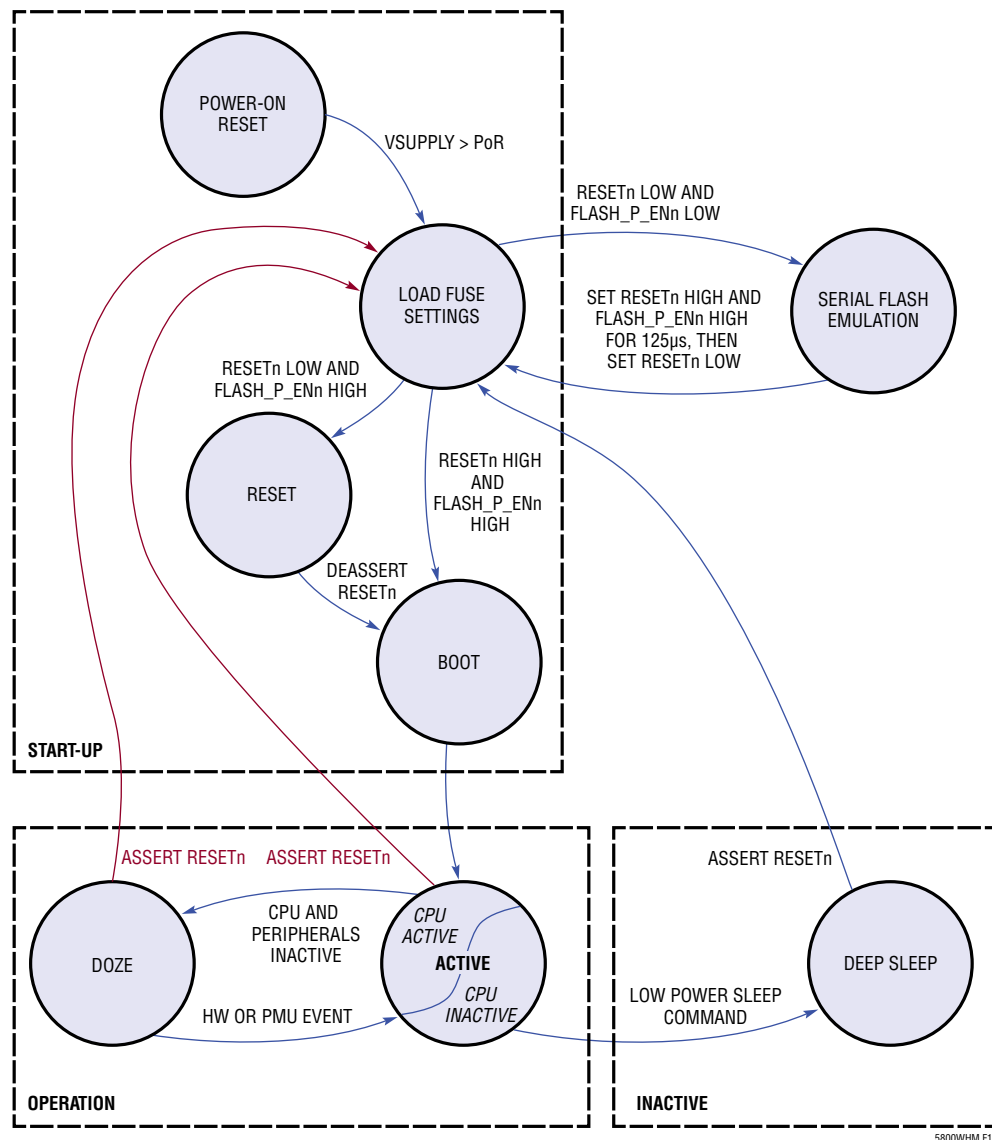 POWER-ON
RESET
VSUPPLY > PoR
RESETn LOW AND
FLASH_P_ENn LOW
LOAD FUSE
SETTINGS
SET RESETn HIGH AND
FLASH_P_ENn HIGH
FOR 125µs, THEN
SET RESETn LOW
SERIAL FLASH
EMULATION
RESETn LOW AND
FLASH_P_ENn HIGH
RESET
RESETn HIGH
AND
FLASH_P_ENn
HIGH
DEASSERT
RESETn
BOOT
START-UP
ASSERT RESETn
ASSERT RESETn
ASSERT RESETn
CPU AND
PERIPHERALS
INACTIVE
CPU
ACTIVE
ACTIVE
CPU
INACTIVE
DOZE
HW OR PMU EVENT
DEEP SLEEP
LOW POWER SLEEP
COMMAND
OPERATION
INACTIVE
5800WHM F1